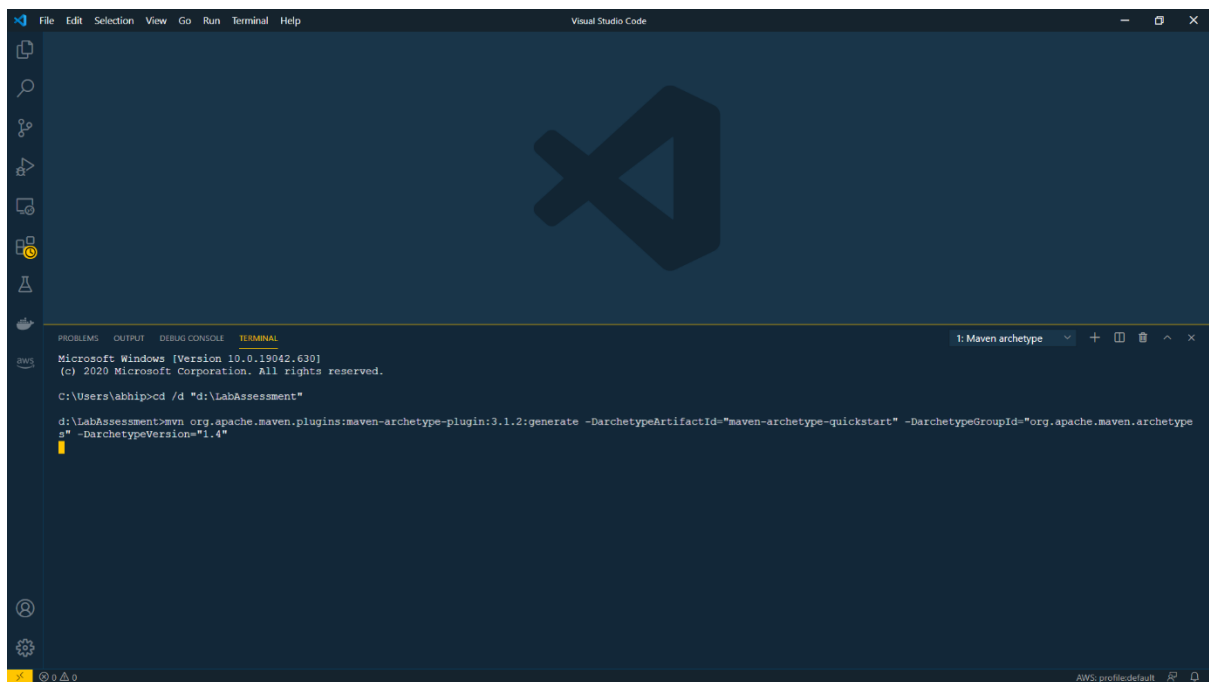 File Edit Selection View Go Run Terminal Help
Visual Studio Code
aws
PROBLEMS OUTPUT DEBUG CONSOLE TERMINAL
1: Maven archetype
Microsoft Windows [Version 10.0.19042.630]
(c) 2020 Microsoft Corporation. All rights reserved.
C:\Users\abhip>cd /d "d:\LabAssessment"
d:\LabAssessment>mvn org.apache.maven.plugins:maven-archetype-plugin:3.1.2:generate -DarchetypeArtifactId="maven-archetype-quickstart" -DarchetypeGroupId="org.apache.maven.archetype
s" -DarchetypeVersion="1.4"
0 0
AWS: profile:default